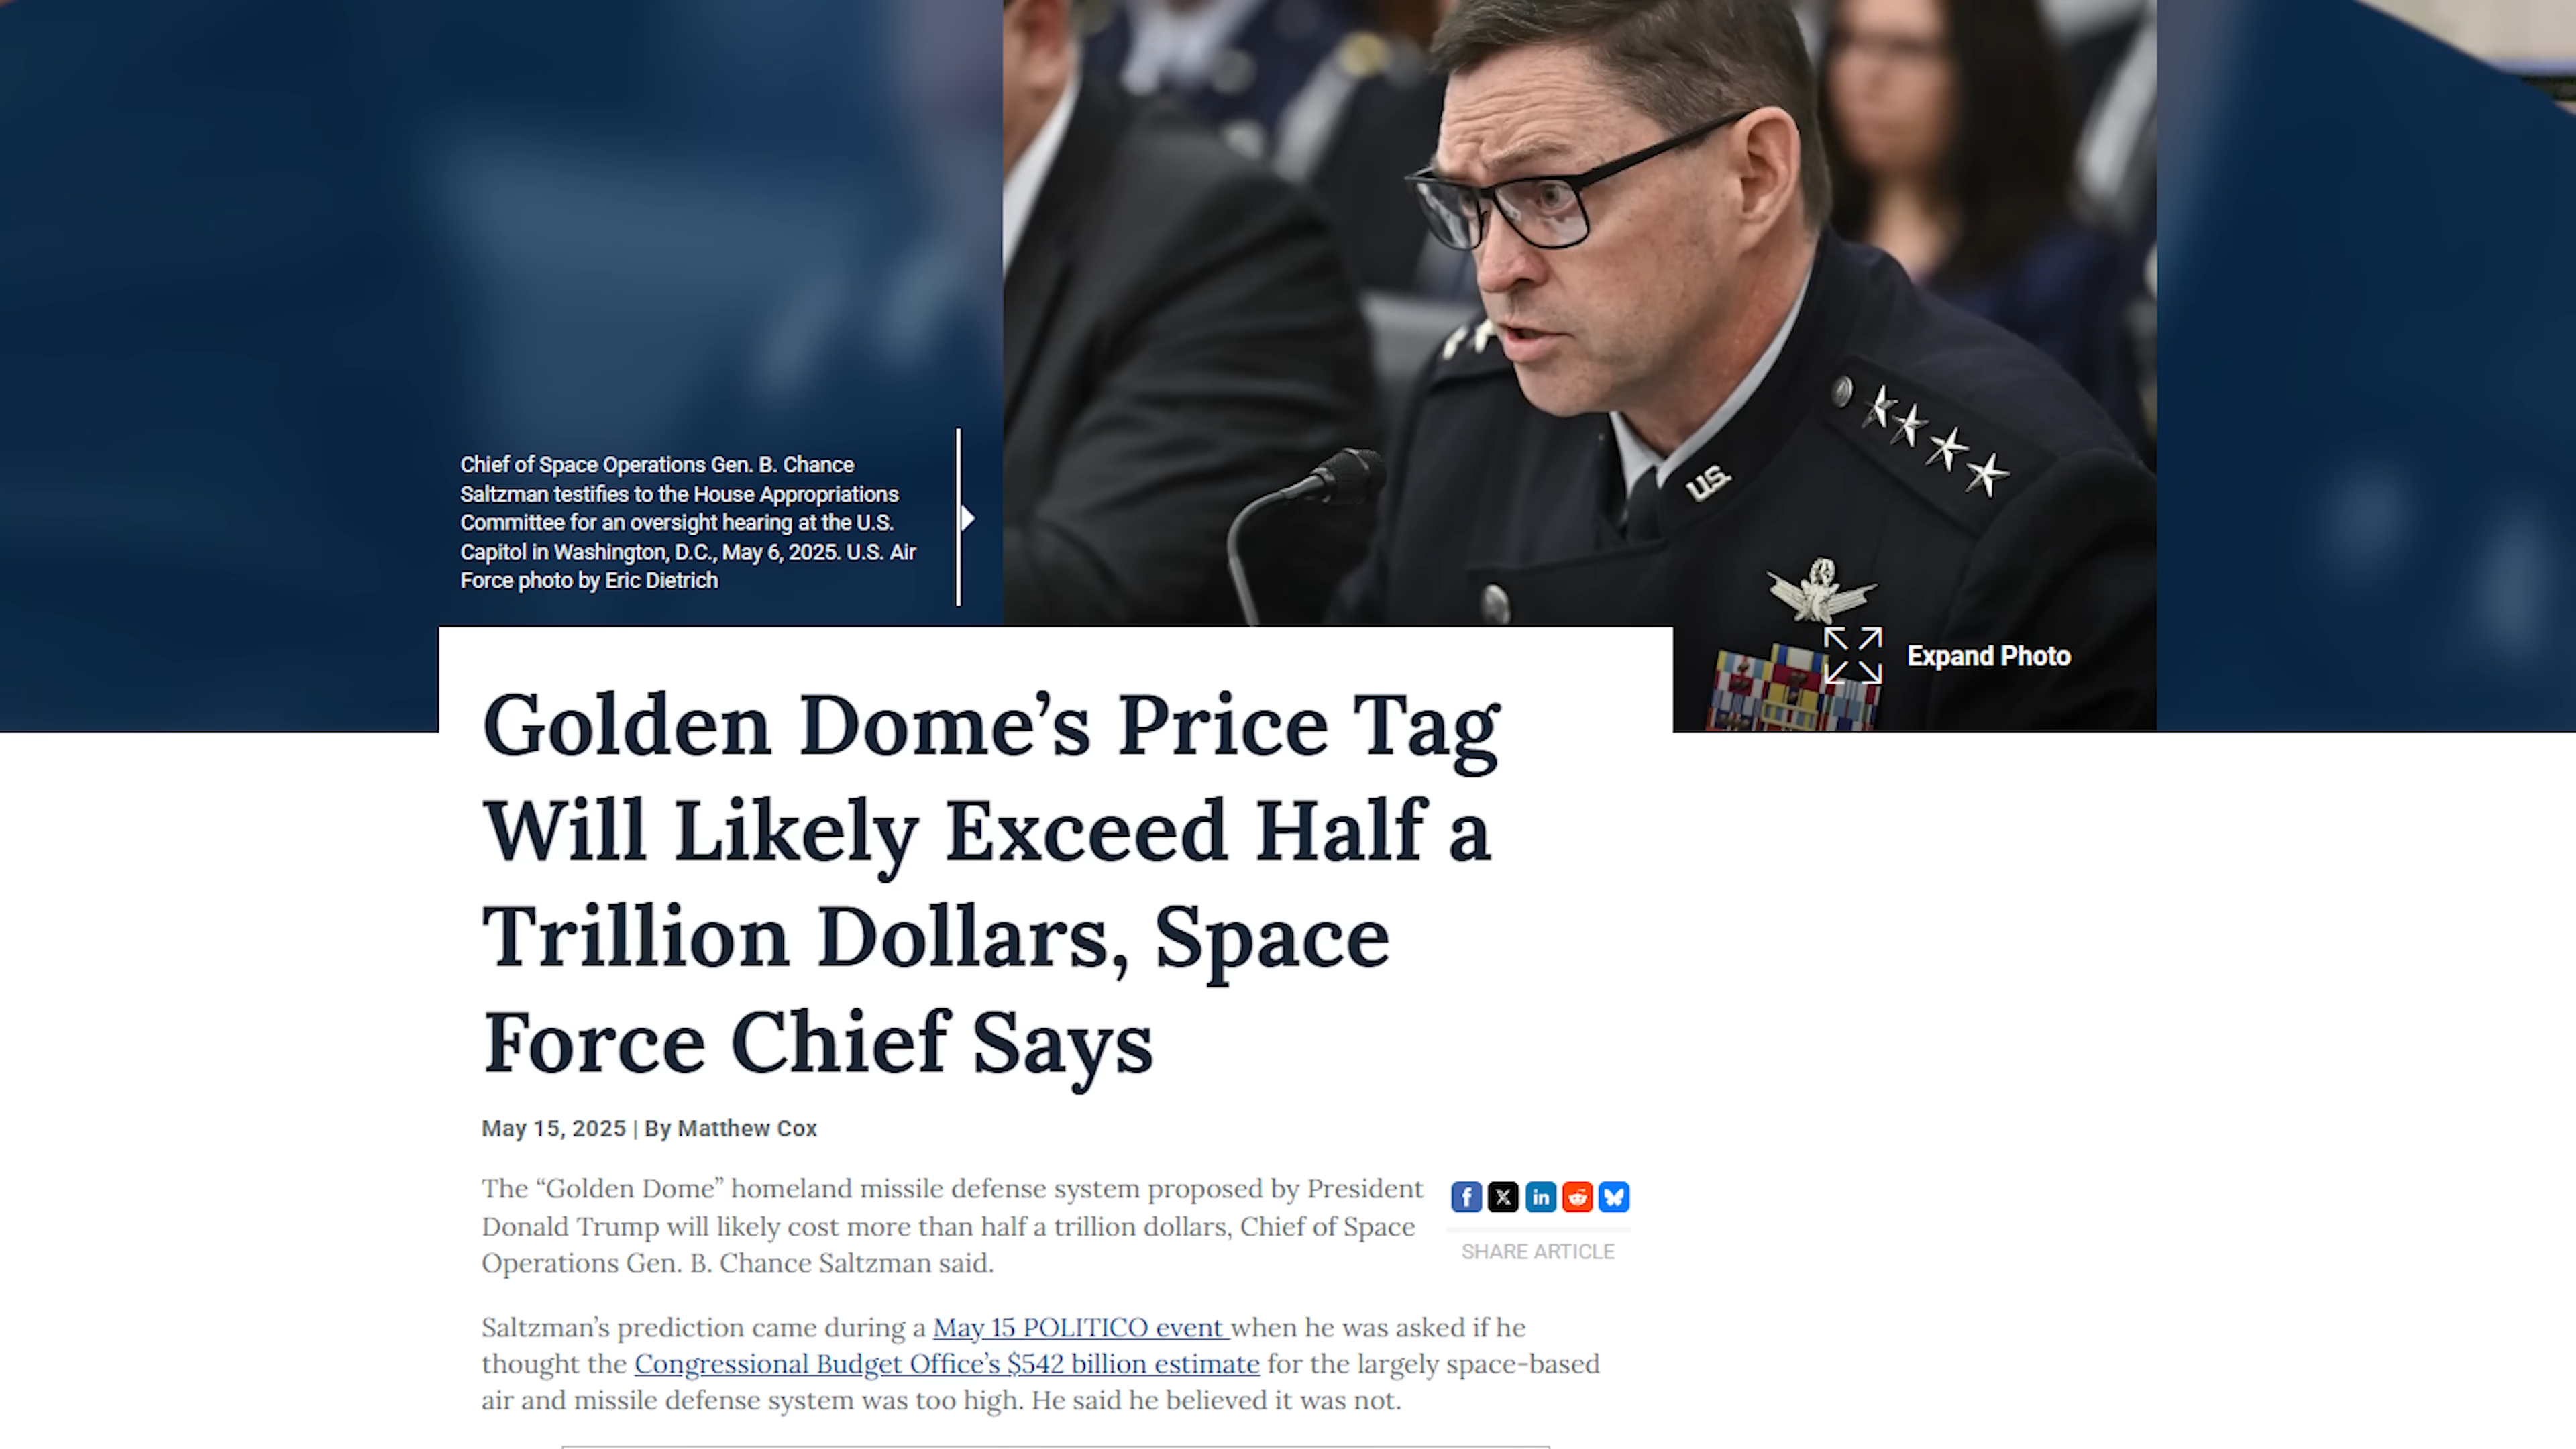 Chief of Space Operations Gen. B. Chance
Saltzman testifies to the House Appropriations
Committee for an oversight hearing at the U.S.
Capitol in Washington, D.C., May 6, 2025. U.S. Air
Force photo by Eric Dietrich
U.S.
Expand Photo
Golden Dome’s Price Tag
Will Likely Exceed Half a
Trillion Dollars, Space
Force Chief Says
May 15, 2025 | By Matthew Cox
The “Golden Dome” homeland missile defense system proposed by President
Donald Trump will likely cost more than half a trillion dollars, Chief of Space
Operations Gen. B. Chance Saltzman said.
SHARE ARTICLE
Saltzman’s prediction came during a May 15 POLITICO event when he was asked if he
thought the Congressional Budget Office’s $542 billion estimate for the largely space-based
air and missile defense system was too high. He said he believed it was not.